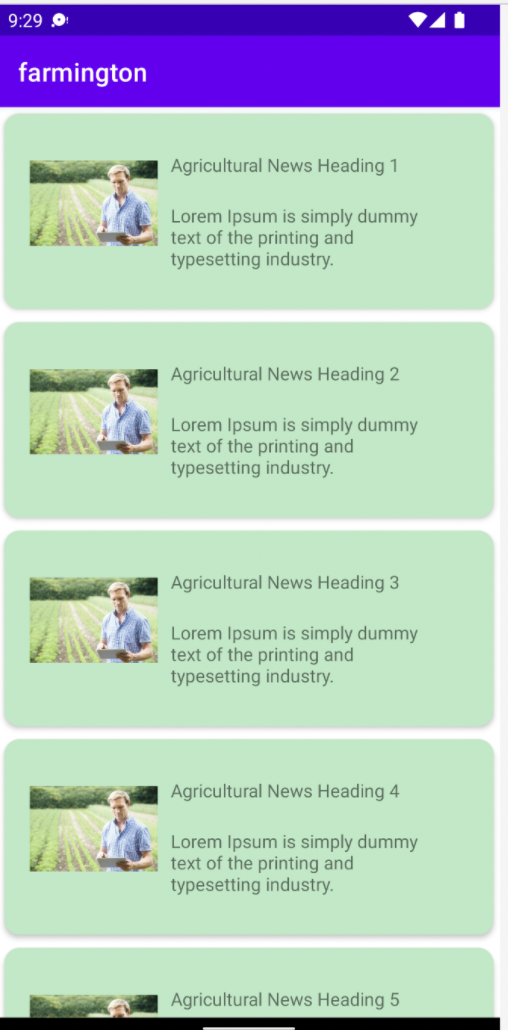 9:29
farmington
Agricultural News Heading 1
Lorem Ipsum is simply dummy
text of the printing and
typesetting industry.
Agricultural News Heading 2
Lorem Ipsum is simply dummy
text of the printing and
typesetting industry.
Agricultural News Heading 3
Lorem Ipsum is simply dummy
text of the printing and
typesetting industry.
Agricultural News Heading 4
Lorem Ipsum is simply dummy
text of the printing and
typesetting industry.
Agricultural News Heading 5